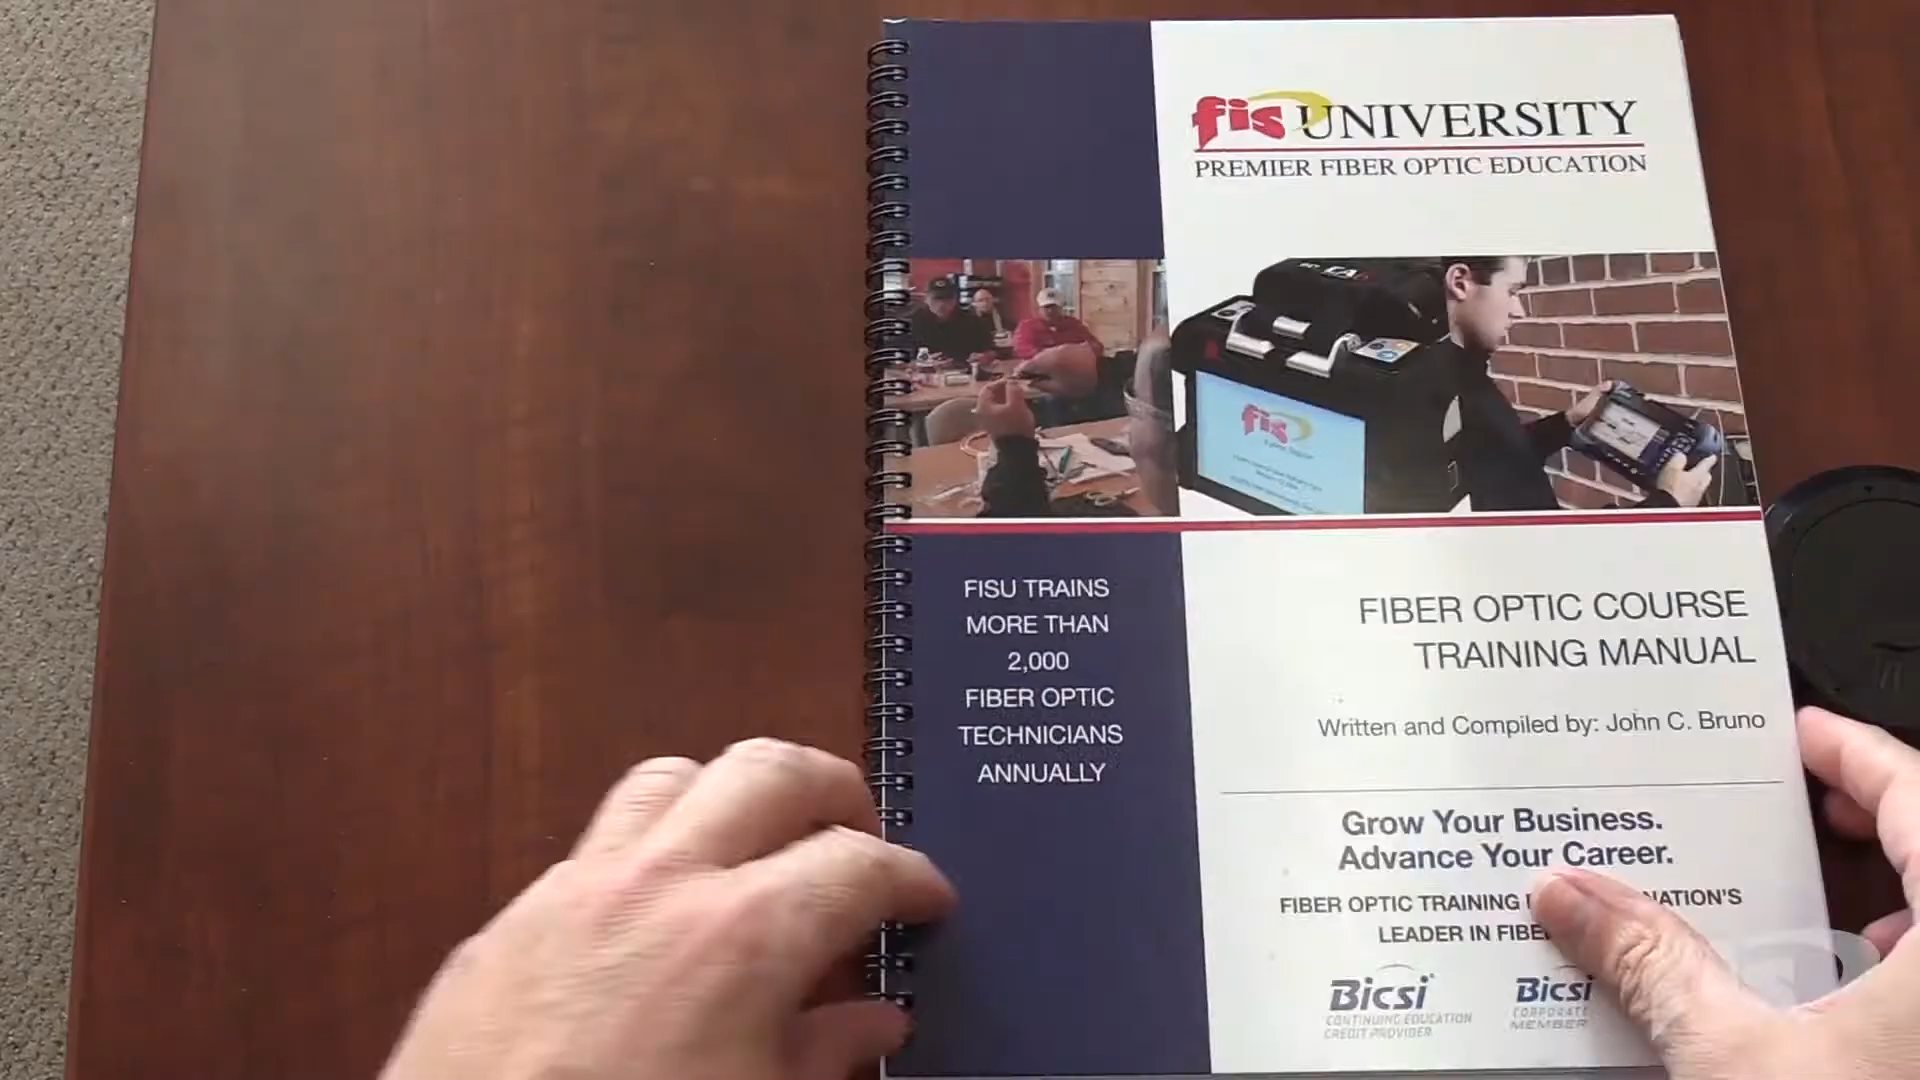 fis UNIVERSITY
PREMIER FIBER OPTIC EDUCATION
fis
FISU TRAINS
MORE THAN
2,000
FIBER OPTIC
TECHNICIANS
ANNUALLY
FIBER OPTIC COURSE
TRAINING MANUAL
Written and Compiled by: John C. Bruno
Grow Your Business.
Advance Your Career.
FIBER OPTIC TRAINING NATION'S
LEADER IN
Bicsi
CONTINUING EDUCATION
CREDIT PROVIDER
Bicsi
CORPORATE
MEMBER